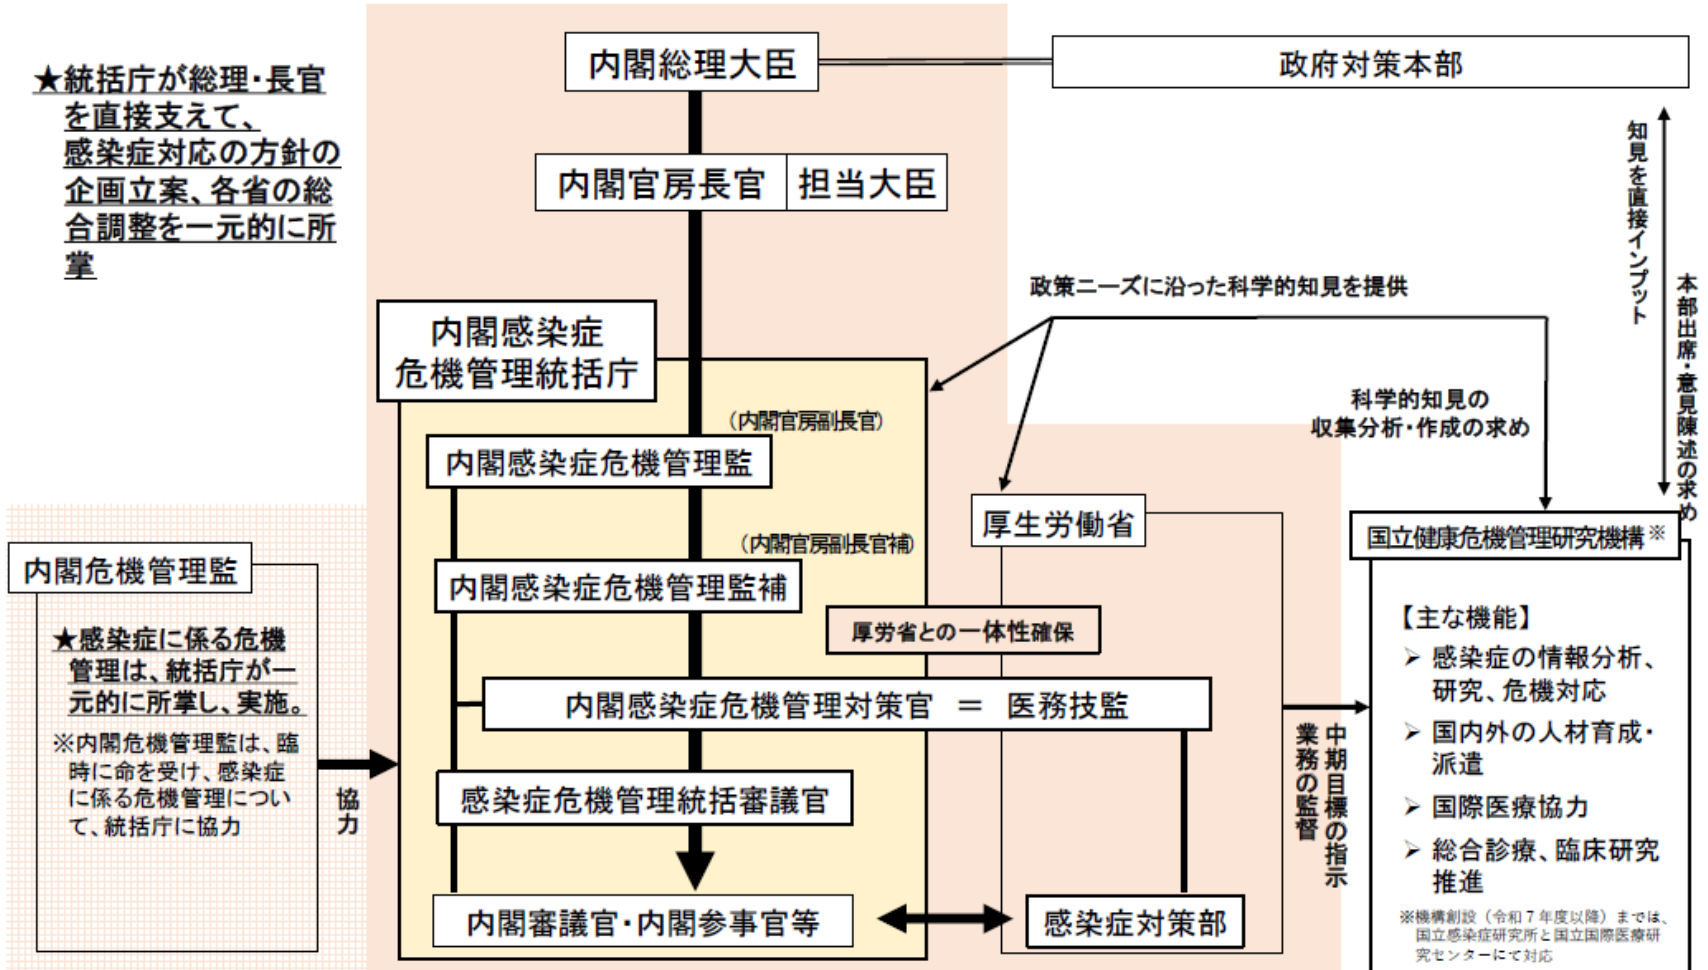 ★統括庁が総理・長官
を直接支えて、
感染症対応の方針の
企画立案、各省の総
合調整を一元的に所
掌
内閣総理大臣
政府対策本部
内閣官房長官
担当大臣
知見を直接インプット
本部出席・意見陳述の求め
政策ニーズに沿った科学的知見を提供
内閣感染症
危機管理統括庁
科学的知見の
収集分析・作成の求め
(内閣官房副長官)
内閣感染症危機管理監
厚生労働省
国立健康危機管理研究機構※
(内閣官房副長官補)
内閣感染症危機管理監補
内閣危機管理監
★感染症に係る危機
管理は、統括庁が一
元的に所掌し、実施。
※内閣危機管理監は、臨
時に命を受け、感染症
に係る危機管理につい
て、統括庁に協力
協力
厚労省との一体性確保
内閣感染症危機管理対策官 = 医務技監
感染症危機管理統括審議官
内閣審議官・内閣参事官等
感染症対策部
中期目標の指示
業務の監督
【主な機能】
➢ 感染症の情報分析、
研究、危機対応
➢ 国内外の人材育成・
派遣
➢ 国際医療協力
➢ 総合診療、臨床研究
推進
※機構創設（令和７年度以降）までは、
国立感染症研究所と国立国際医療研
究センターにて対応